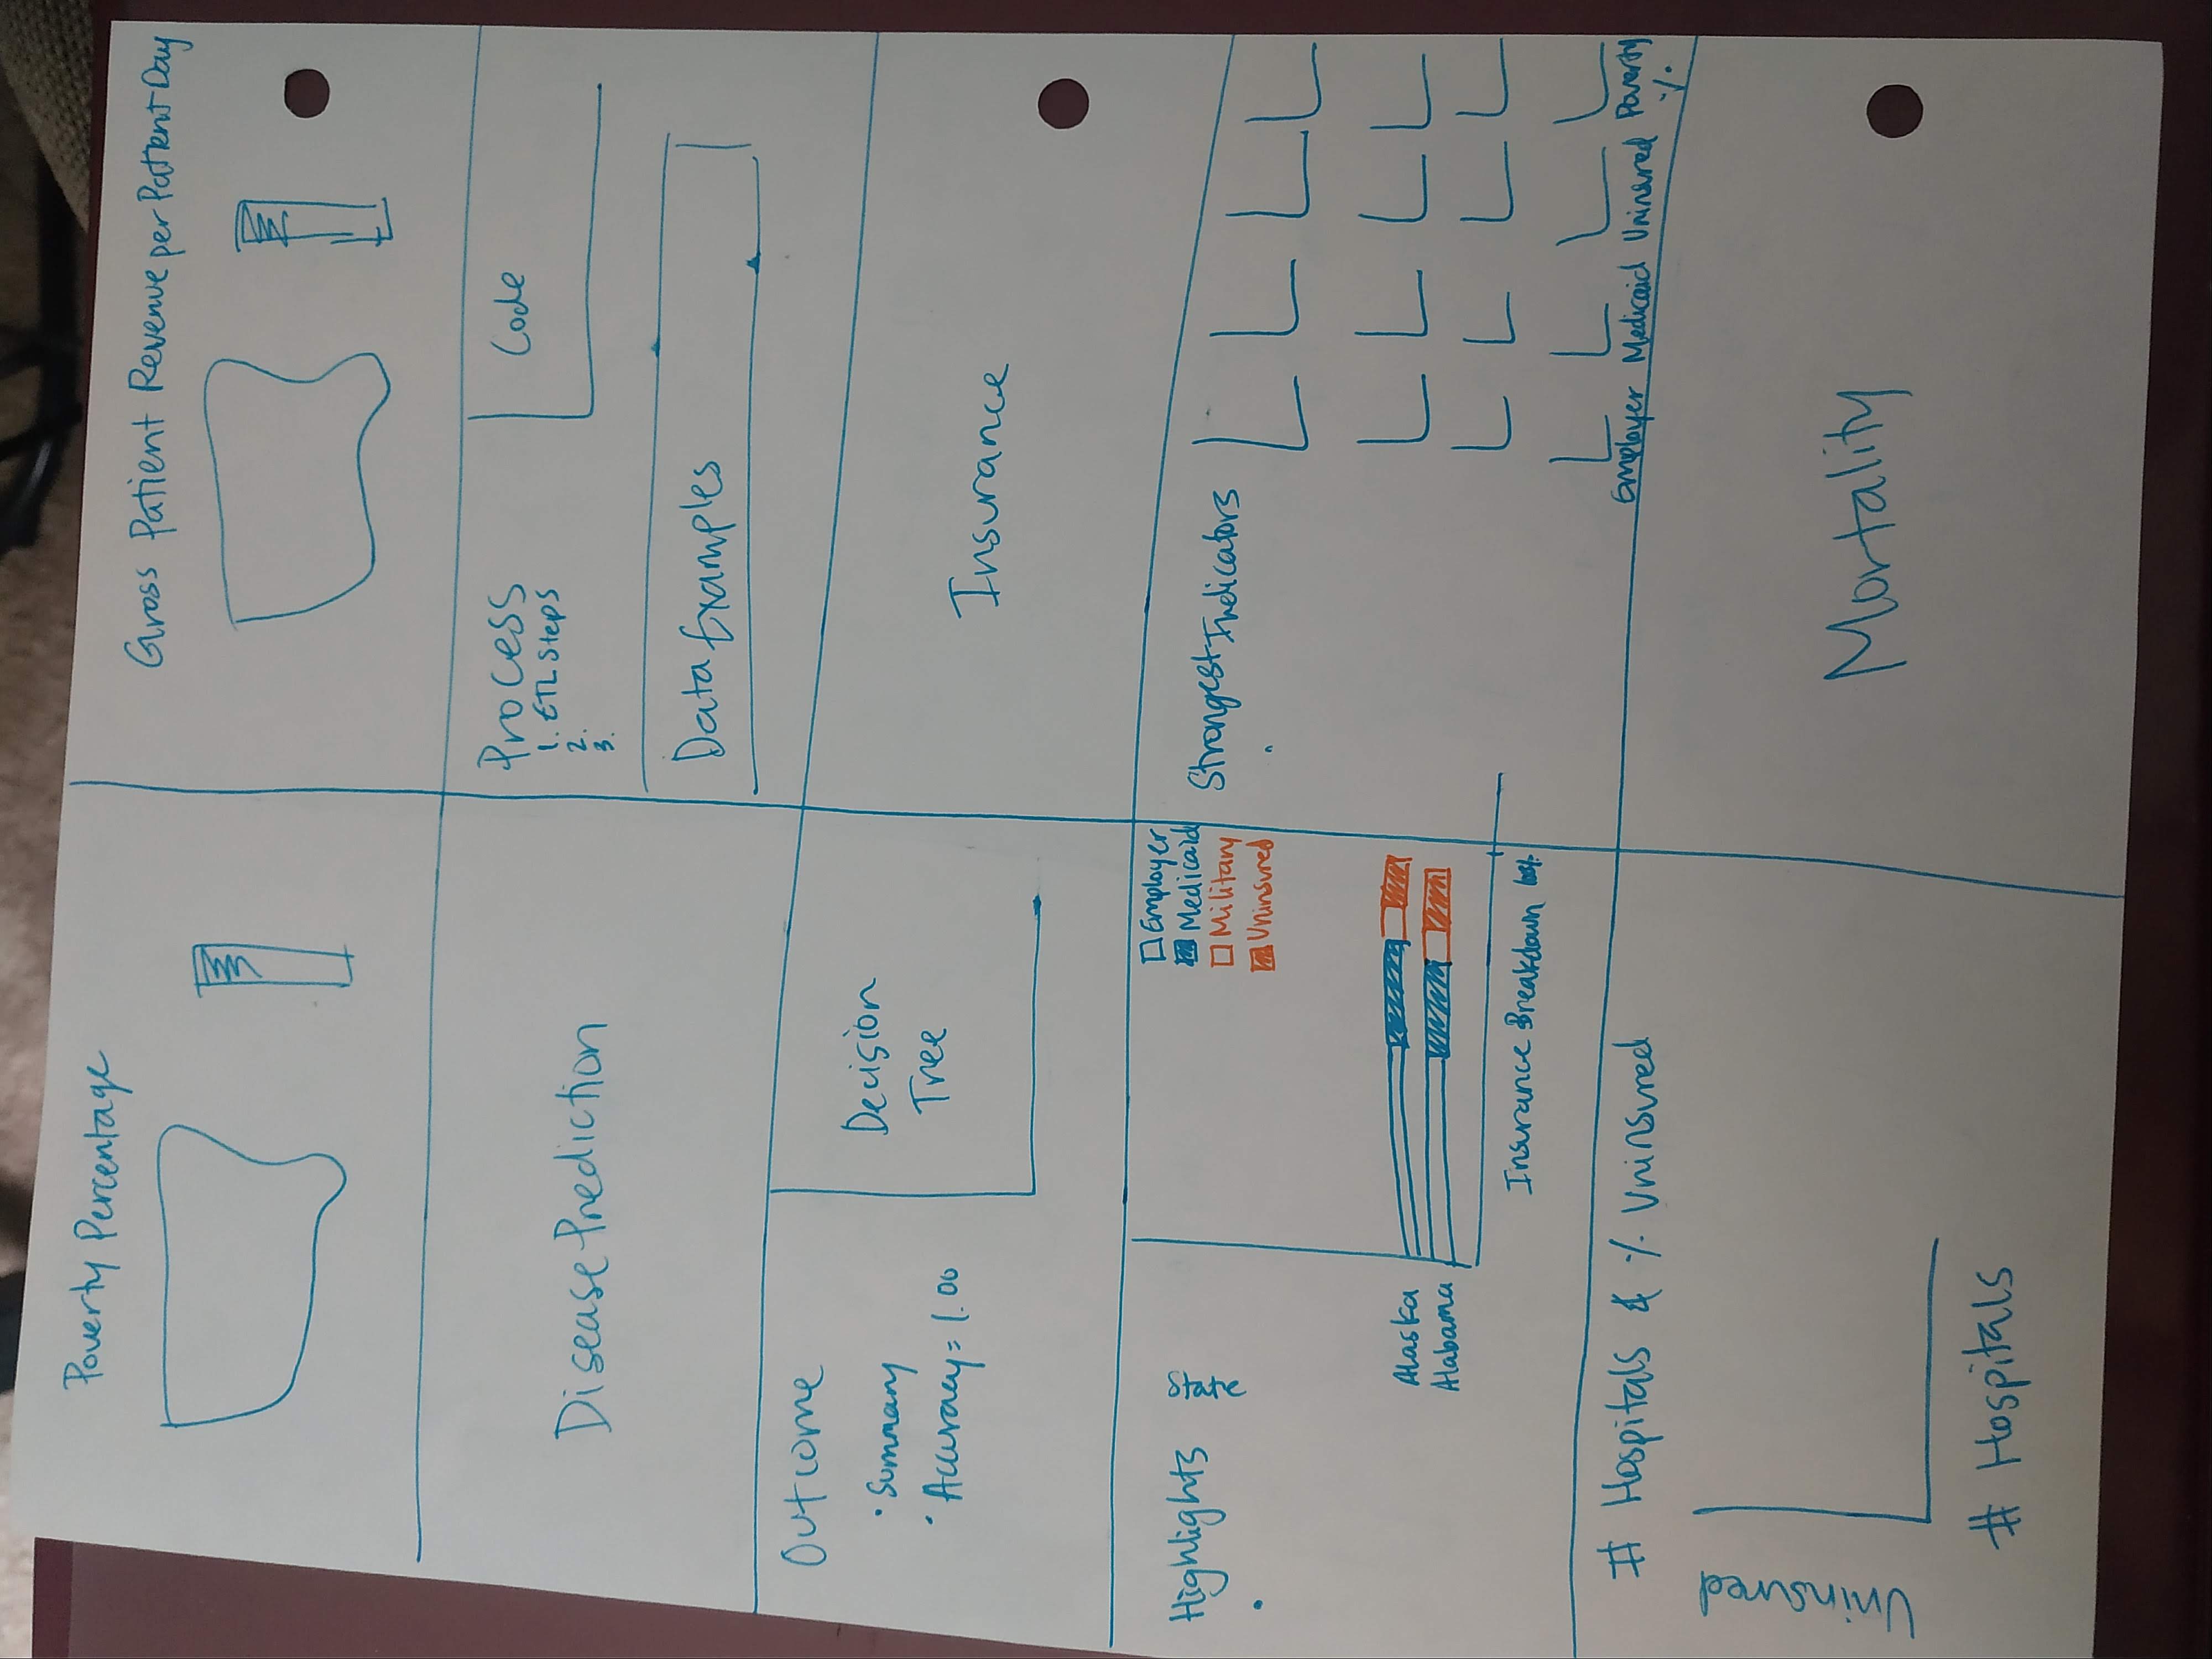 Poverty Percentage
Gross Patient Revenue per Patient Day
Disease Prediction
Process
1. ETL Steps
2.
3.
Code
Data Examples
Outcome
• Summary
• Accuracy = 1.00
Decision
Tree
Insurance
Highlights
•
State
Employer
Medicaid
Military
Uninsured
Alaska
Alabama
Insurance Breakdown 100%
Strongest Indicators
•
Employer Medicaid Uninsured Poverty
%
# Hospitals & % Uninsured
Uninsured
# Hospitals
Mortality